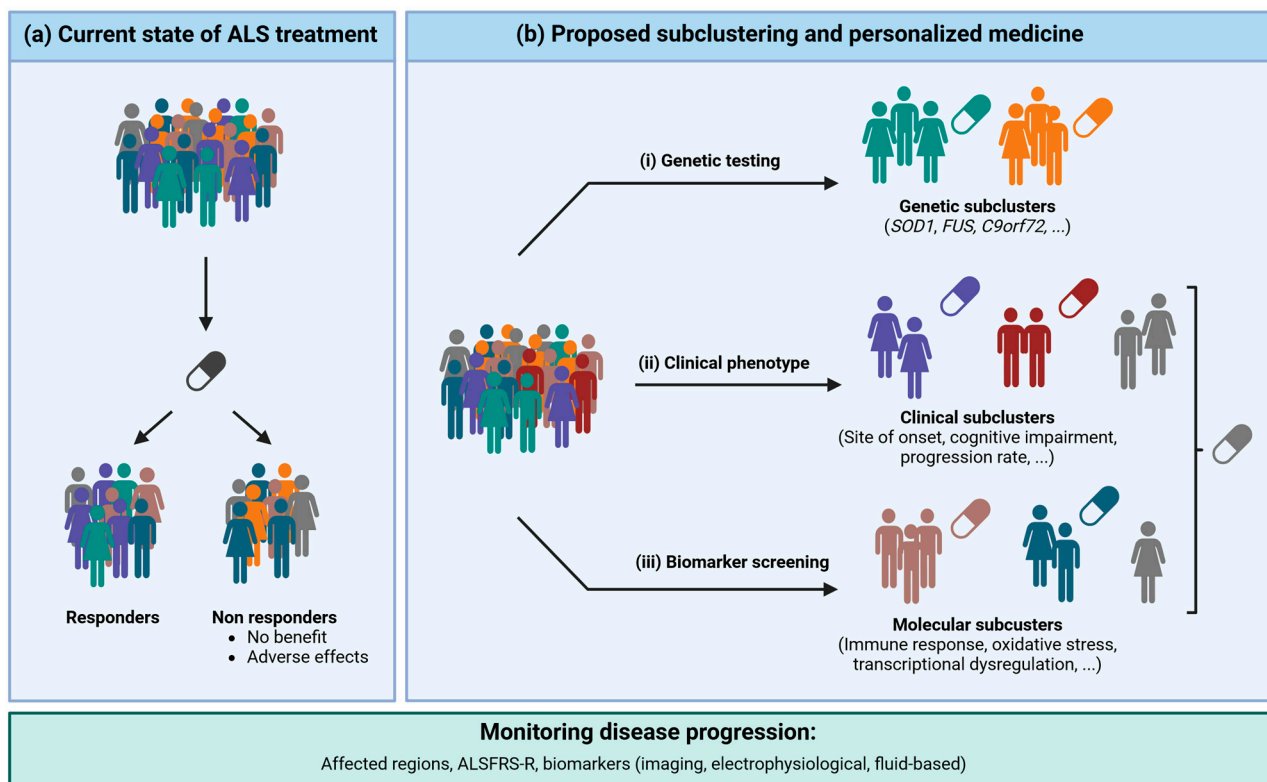 (a) Current state of ALS treatment
Responders
Non responders
• No benefit
• Adverse effects
(b) Proposed subclustering and personalized medicine
(i) Genetic testing
Genetic subclusters
(SOD1, FUS, C9orf72, ...)
(ii) Clinical phenotype
Clinical subclusters
(Site of onset, cognitive impairment,
progression rate, ...)
(iii) Biomarker screening
Molecular subcusters
(Immune response, oxidative stress,
transcriptional dysregulation, ...)
Monitoring disease progression:
Affected regions, ALSFRS-R, biomarkers (imaging, electrophysiological, fluid-based)